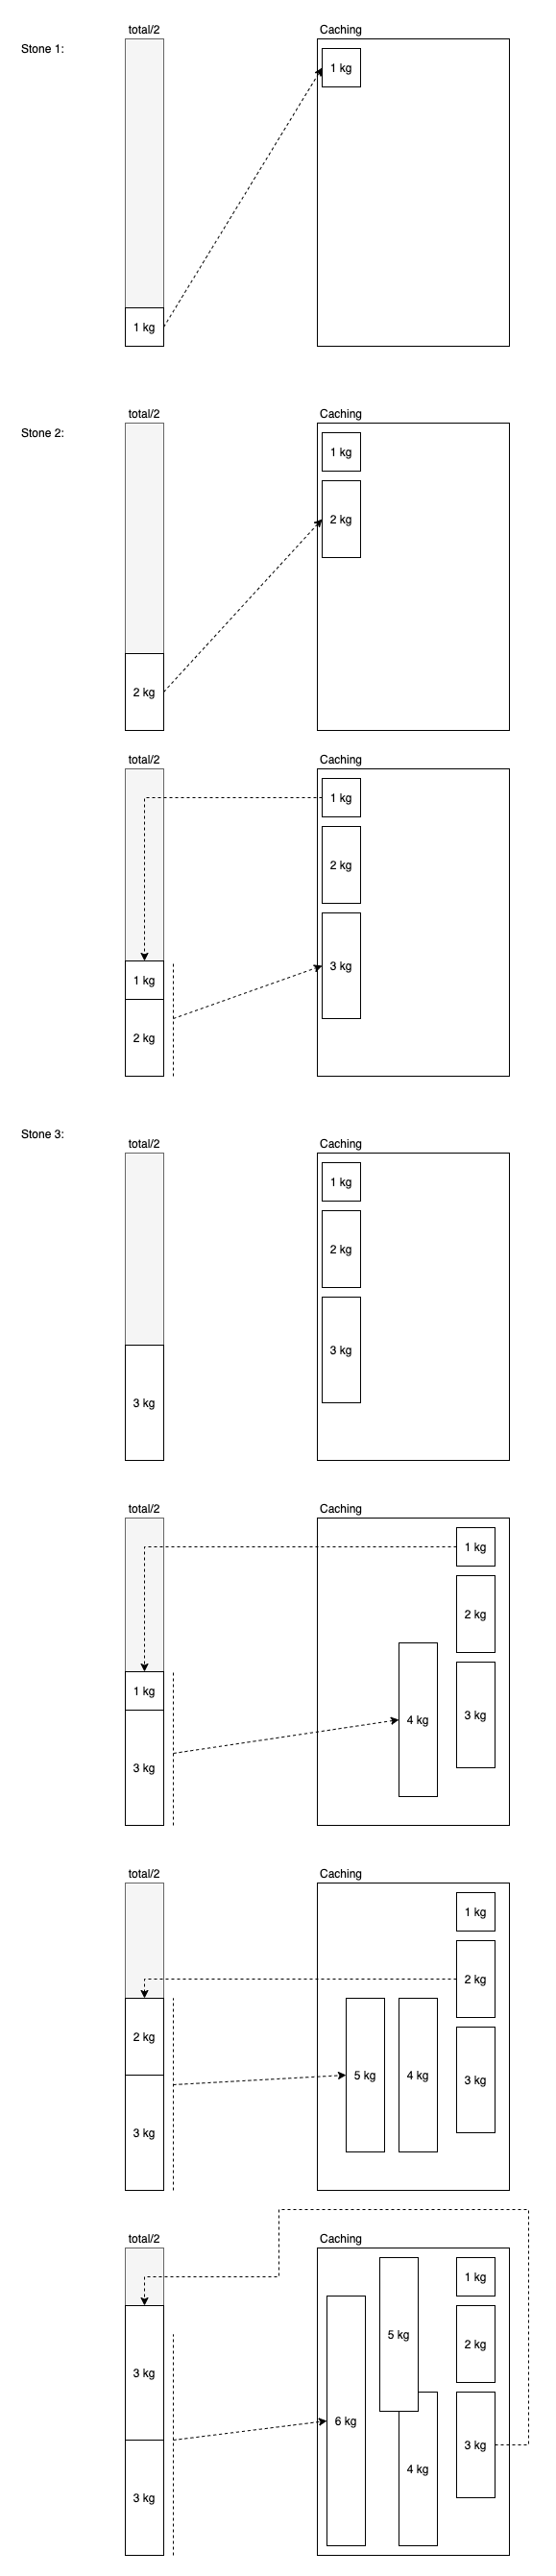 total/2
Caching
Stone 1:
1 kg
1 kg
total/2
Caching
Stone 2:
1 kg
2 kg
2 kg
total/2
Caching
1 kg
2 kg
3 kg
1 kg
2 kg
Stone 3:
total/2
Caching
1 kg
2 kg
3 kg
3 kg
total/2
Caching
1 kg
2 kg
1 kg
3 kg
4 kg
3 kg
total/2
Caching
1 kg
2 kg
2 kg
5 kg
4 kg
3 kg
3 kg
total/2
Caching
1 kg
5 kg
2 kg
3 kg
6 kg
3 kg
4 kg
3 kg